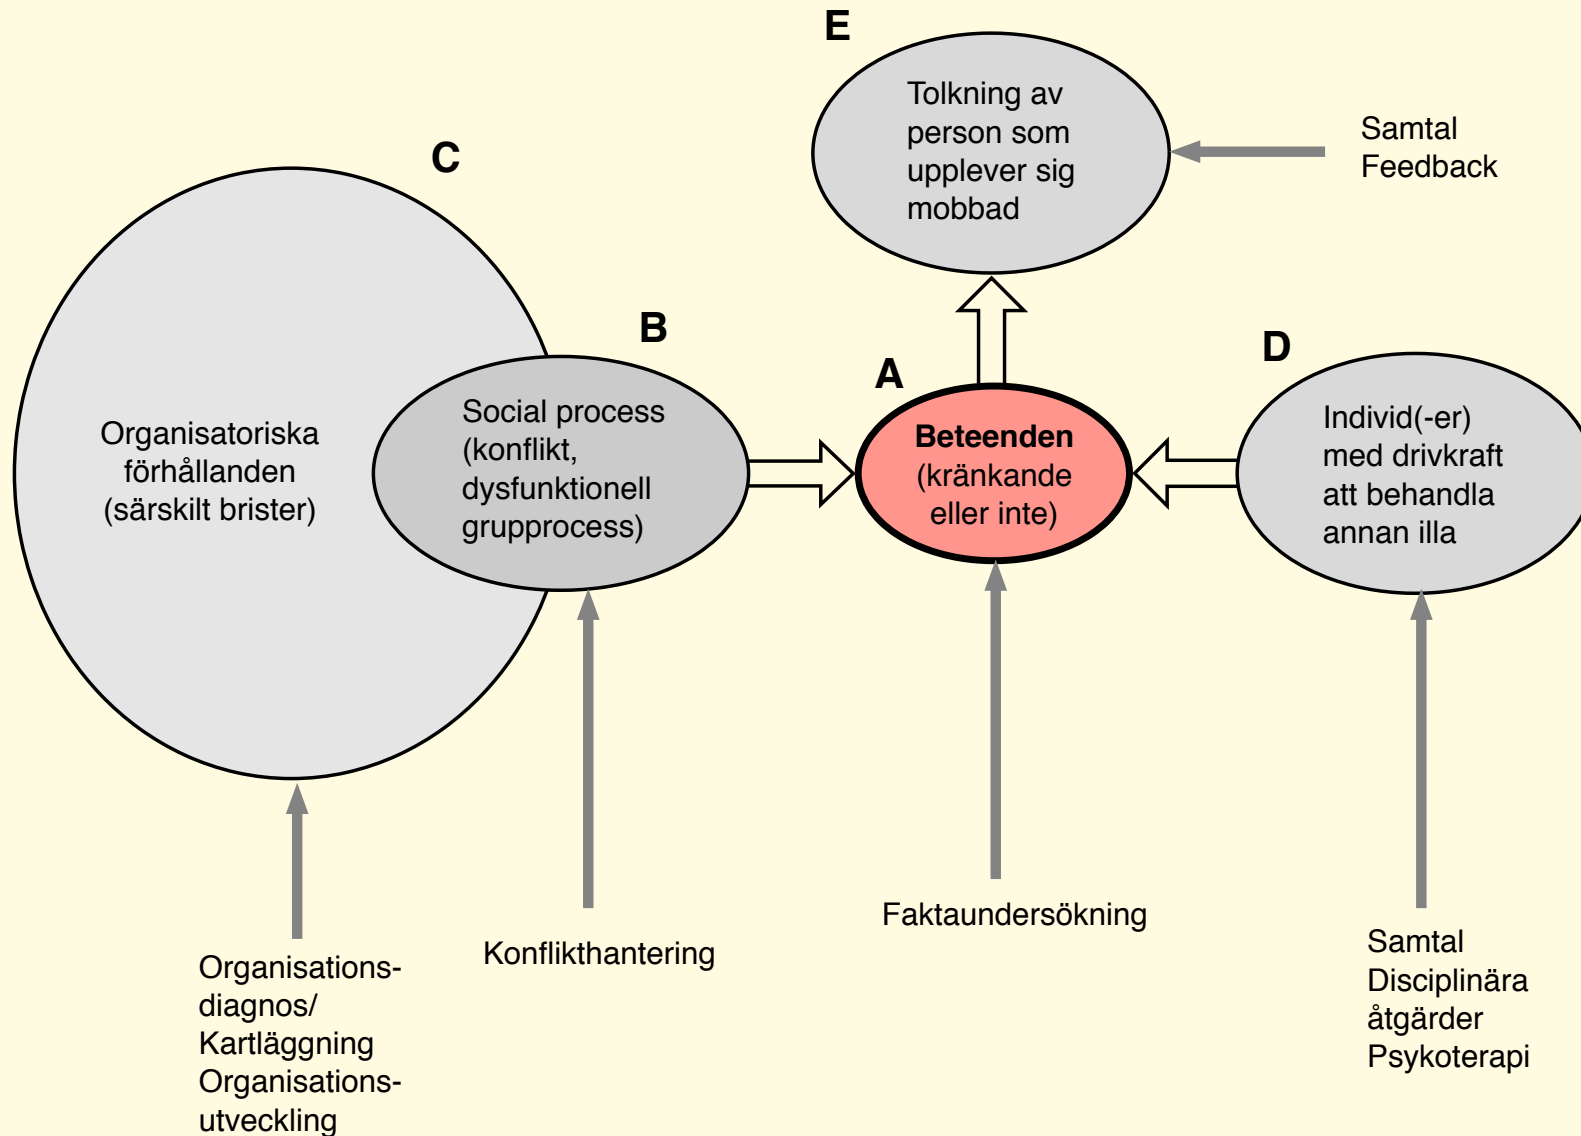 E
Tolkning av
person som
upplever sig
mobbad
Samtal
Feedback
C
B
A
D
Organisatoriska
förhållanden
(särskilt brister)
Social process
(konflikt,
dysfunktionell
grupprocess)
Beteenden
(kränkande
eller inte)
Individ(-er)
med drivkraft
att behandla
annan illa
Organisations-
diagnos/
Kartläggning
Organisations-
utveckling
Konflikthantering
Faktaundersökning
Samtal
Disciplinära
åtgärder
Psykoterapi